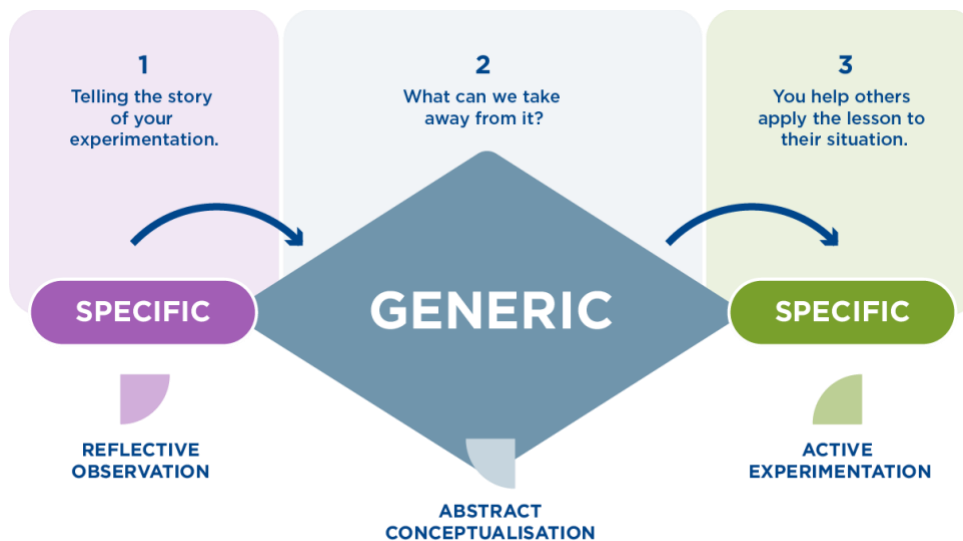 1
Telling the story
of your
experimentation.
2
What can we take
away from it?
3
You help others
apply the lesson to
their situation.
SPECIFIC
GENERIC
SPECIFIC
REFLECTIVE
OBSERVATION
ABSTRACT
CONCEPTUALISATION
ACTIVE
EXPERIMENTATION